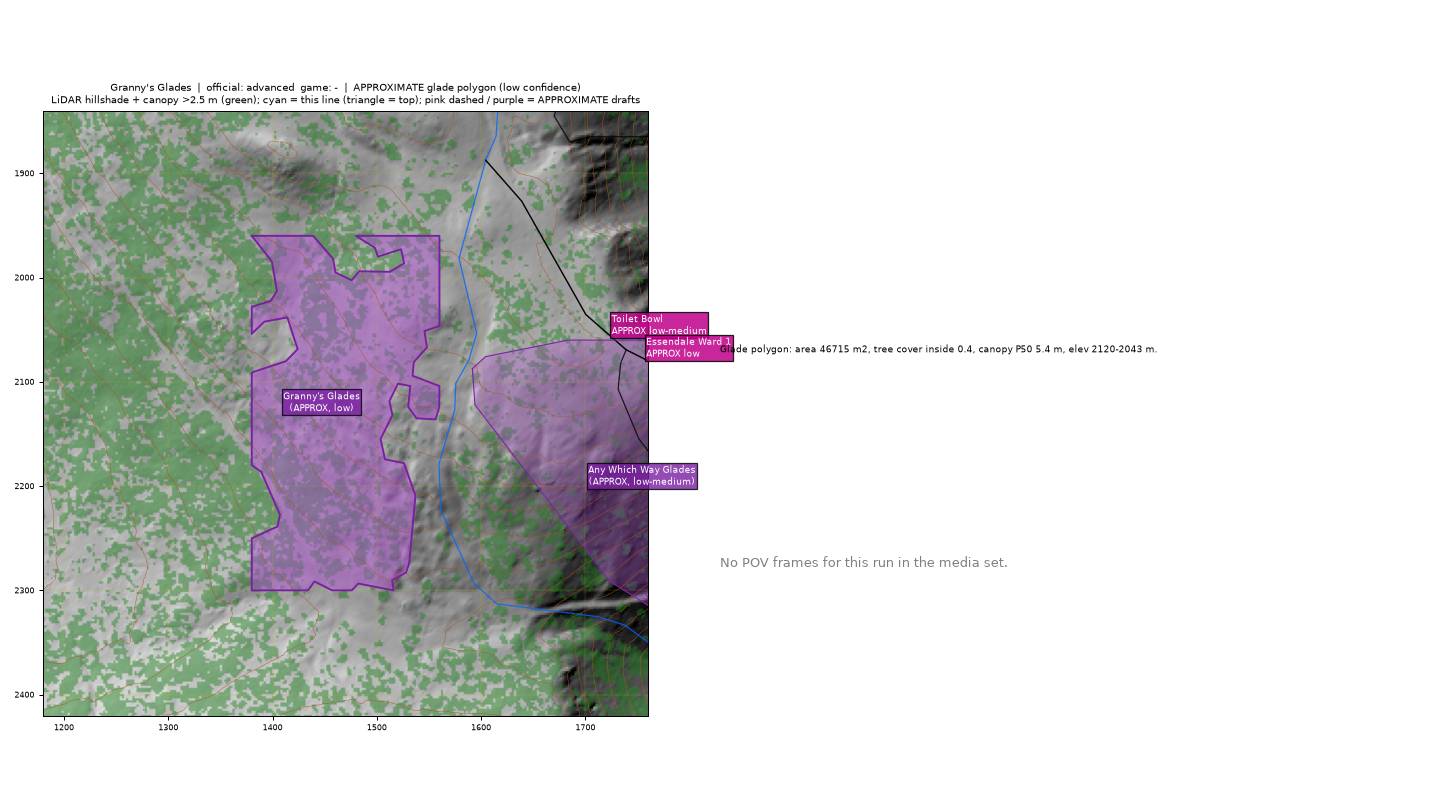 Granny's Glades | official: advanced game: - | APPROXIMATE glade polygon (low confidence)
LiDAR hillshade + canopy >2.5 m (green); cyan = this line (triangle = top); pink dashed / purple = APPROXIMATE drafts
1900
2000
2100
2200
2300
2400
Toilet Bowl
APPROX low-medium
Essendale Ward 1
APPROX low
Glade polygon: area 46715 m2, tree cover inside 0.4, canopy P50 5.4 m, elev 2120-2043 m.
Granny's Glades
(APPROX, low)
Any Which Way Glades
(APPROX, low-medium)
No POV frames for this run in the media set.
1200
1300
1400
1500
1600
1700